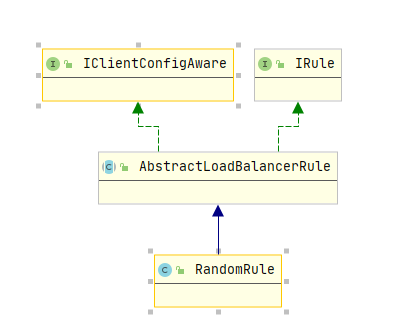 I IClientConfigAware
I IRule
C AbstractLoadBalancerRule
C RandomRule